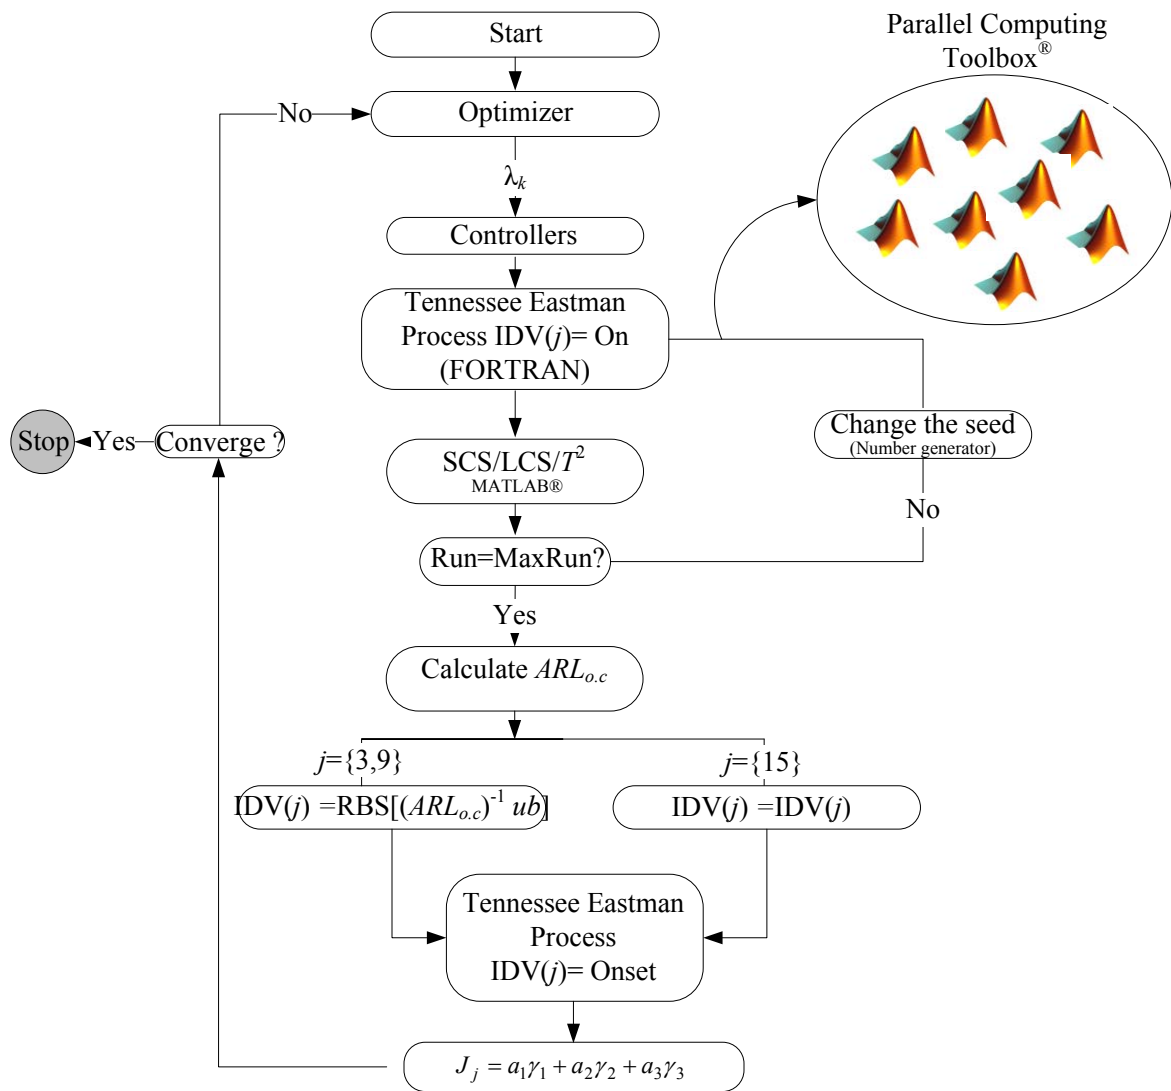 Start
Parallel Computing
Toolbox®
No
Optimizer
λk
Controllers
Tennessee Eastman
Process IDV(j)= On
(FORTRAN)
Stop
Yes
Converge ?
Change the seed
(Number generator)
SCS/LCS/T²
MATLAB®
No
Run=MaxRun?
Yes
Calculate ARLo.c
j={3,9}
j={15}
IDV(j) =RBS[(ARLo.c)⁻¹ ub]
IDV(j) =IDV(j)
Tennessee Eastman
Process
IDV(j)= Onset
Jj = a₁γ₁ + a₂γ₂ + a₃γ₃